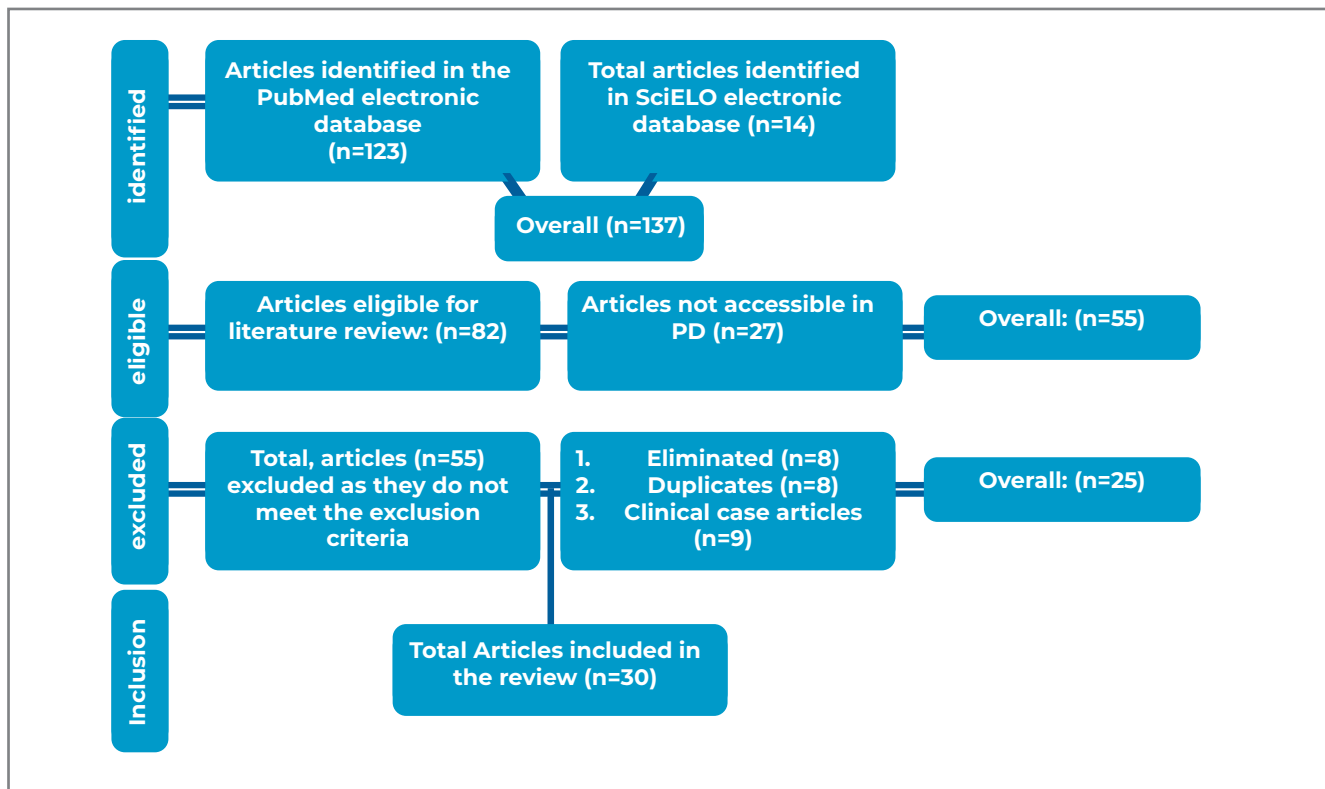 identified
Articles identified in the
PubMed electronic
database
(n=123)
Total articles identified
in SciELO electronic
database (n=14)
Overall (n=137)
eligible
Articles eligible for
literature review: (n=82)
Articles not accessible in
PD (n=27)
Overall: (n=55)
excluded
Total, articles (n=55)
excluded as they do not
meet the exclusion
criteria
1. Eliminated (n=8)
2. Duplicates (n=8)
3. Clinical case articles
(n=9)
Overall: (n=25)
Inclusion
Total Articles included in
the review (n=30)